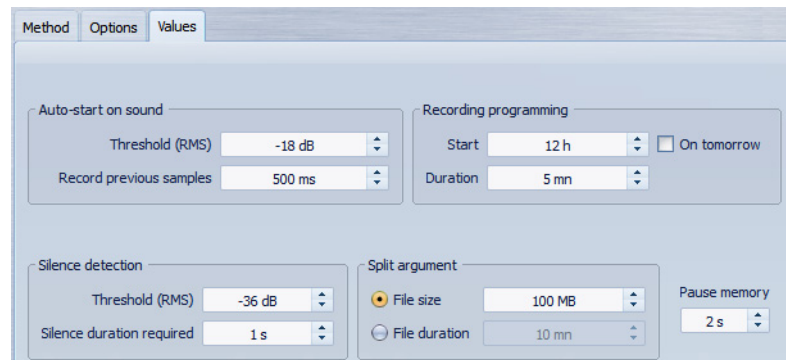 Method Options Values
Auto-start on sound
Threshold (RMS) -18 dB
Record previous samples 500 ms
Recording programming
Start 12 h On tomorrow
Duration 5 mn
Silence detection
Threshold (RMS) -36 dB
Silence duration required 1 s
Split argument
File size 100 MB
File duration 10 mn
Pause memory
2 s